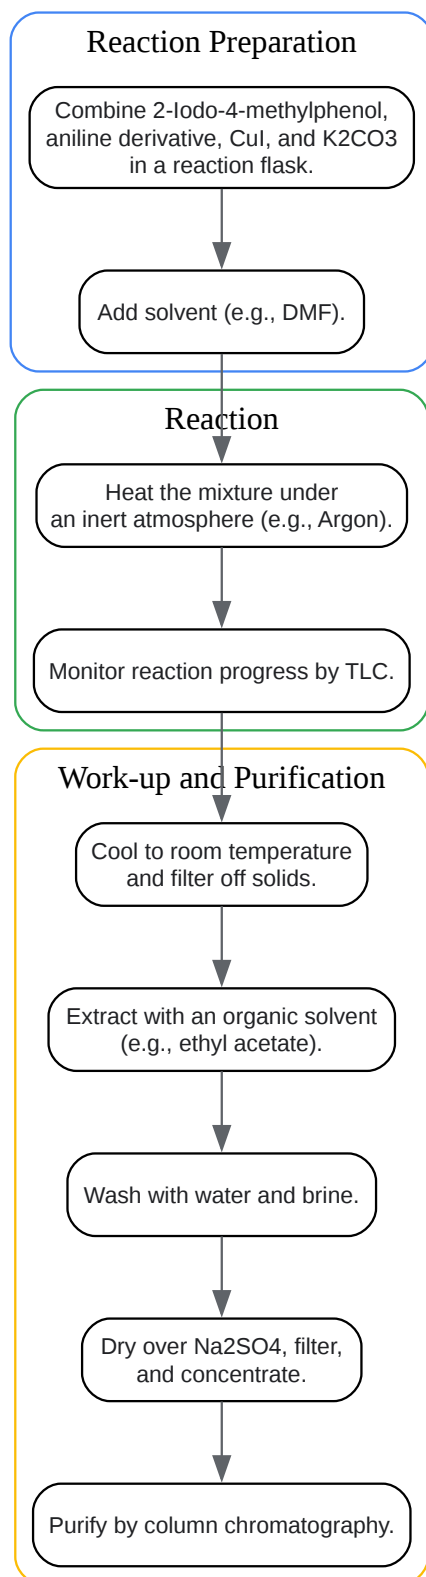 Reaction Preparation
Combine 2-Iodo-4-methylphenol,
aniline derivative, CuI, and K2CO3
in a reaction flask.
Add solvent (e.g., DMF).
Reaction
Heat the mixture under
an inert atmosphere (e.g., Argon).
Monitor reaction progress by TLC.
Work-up and Purification
Cool to room temperature
and filter off solids.
Extract with an organic solvent
(e.g., ethyl acetate).
Wash with water and brine.
Dry over Na2SO4, filter,
and concentrate.
Purify by column chromatography.